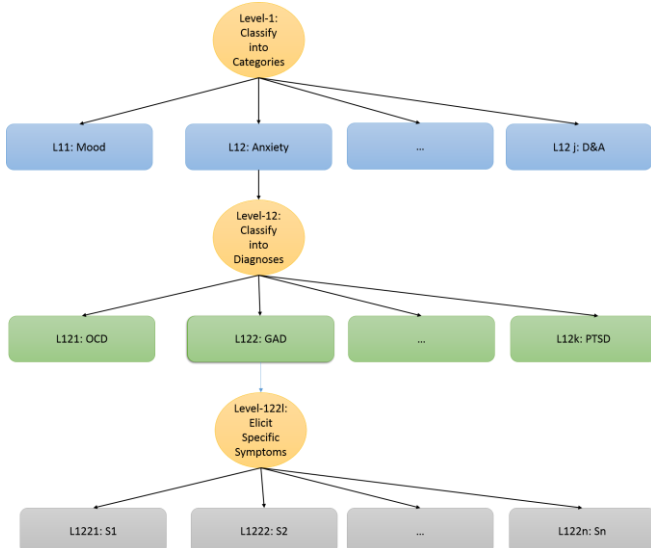 Level-1:
Classify
into
Categories
L11: Mood
L12: Anxiety
...
L12 j: D&A
Level-12:
Classify
into
Diagnoses
L121: OCD
L122: GAD
...
L12k: PTSD
Level-122l:
Elicit
Specific
Symptoms
L1221: S1
L1222: S2
...
L122n: Sn